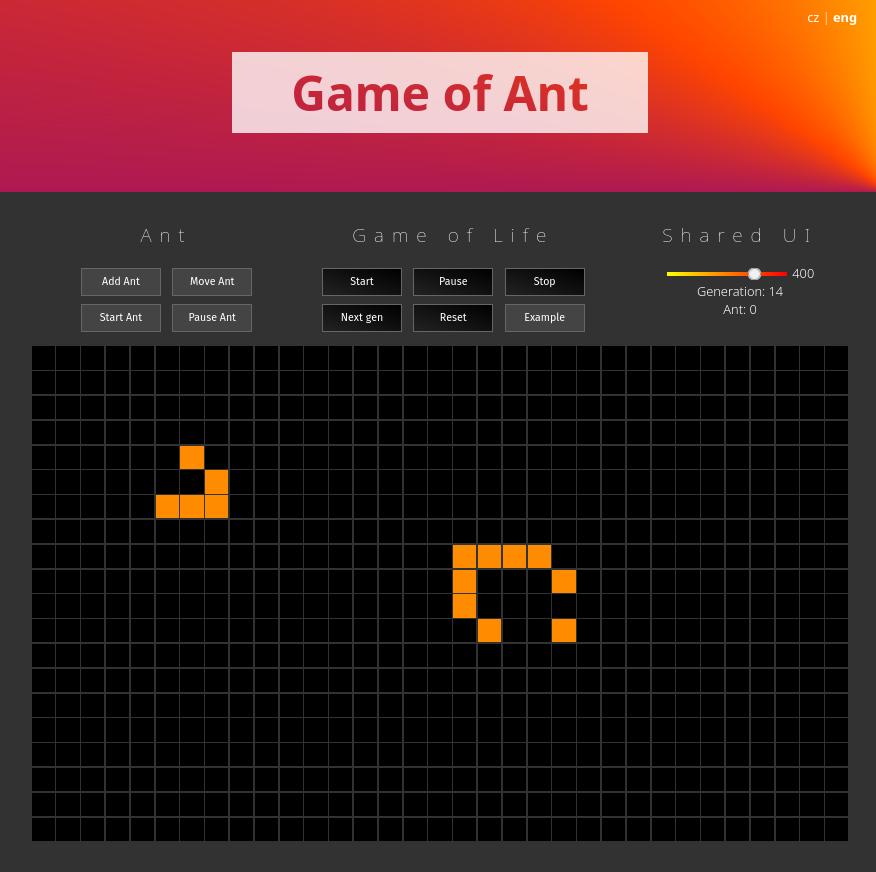 cz | eng
Game of Ant
Ant
Game of Life
Shared UI
Add Ant
Move Ant
Start
Pause
Stop
400
Generation: 14
Ant: 0
Start Ant
Pause Ant
Next gen
Reset
Example